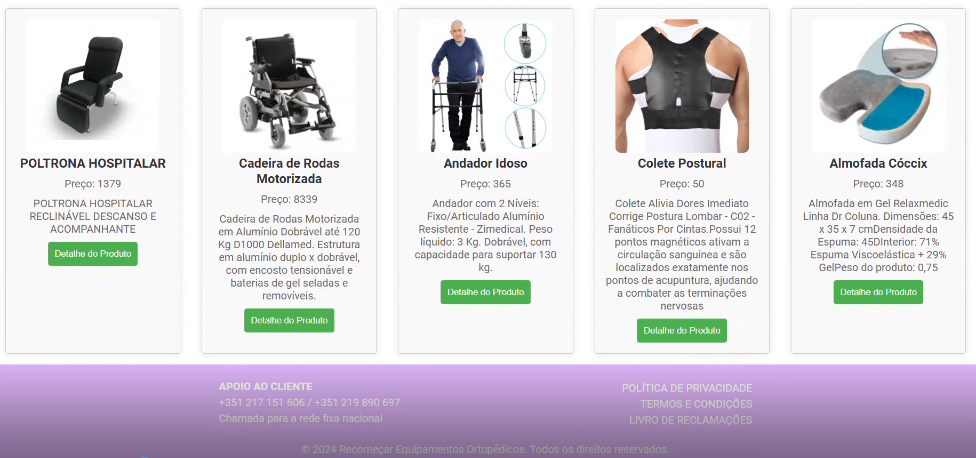 POLTRONA HOSPITALAR
Preço: 1379
POLTRONA HOSPITALAR
RECLINÁVEL DESCANSO E
ACOMPANHANTE
Detalhe do Produto
Cadeira de Rodas
Motorizada
Preço: 8339
Cadeira de Rodas Motorizada
em Alumínio Dobrável até 120
Kg D1000 Dellamed. Estrutura
em alumínio duplo x dobrável,
com encosto tensionável e
baterias de gel seladas e
removíveis.
Detalhe do Produto
Andador Idoso
Preço: 365
Andador com 2 Níveis:
Fixo/Articulado Alumínio
Resistente - Zimedical. Peso
líquido: 3 Kg. Dobrável, com
capacidade para suportar 130
kg.
Detalhe do Produto
Colete Postural
Preço: 50
Colete Alivia Dores Imediato
Corrige Postura Lombar - C02 -
Fanáticos Por Cintas.Possui 12
pontos magnéticos ativam a
circulação sanguínea e são
localizados exatamente nos
pontos de acupuntura, ajudando
a combater as terminações
nervosas
Detalhe do Produto
Almofada Cóccix
Preço: 348
Almofada em Gel Relaxmedic
Linha Dr Coluna. Dimensões: 45
x 35 x 7 cmDensidade da
Espuma: 45DInterior: 71%
Espuma Viscoelástica + 29%
GelPeso do produto: 0,75
Detalhe do Produto
APOIO AO CLIENTE
+351 217 151 606 / +351 219 890 697
Chamada para a rede fixa nacional
POLÍTICA DE PRIVACIDADE
TERMOS E CONDIÇÕES
LIVRO DE RECLAMAÇÕES
© 2024 Recomeçar Equipamentos Ortopédicos. Todos os direitos reservados.